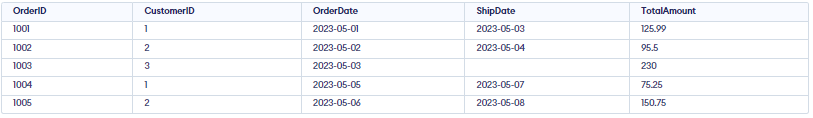 OrderID CustomerID OrderDate ShipDate TotalAmount
1001 1 2023-05-01 2023-05-03 125.99
1002 2 2023-05-02 2023-05-04 95.5
1003 3 2023-05-03 230
1004 1 2023-05-05 2023-05-07 75.25
1005 2 2023-05-06 2023-05-08 150.75